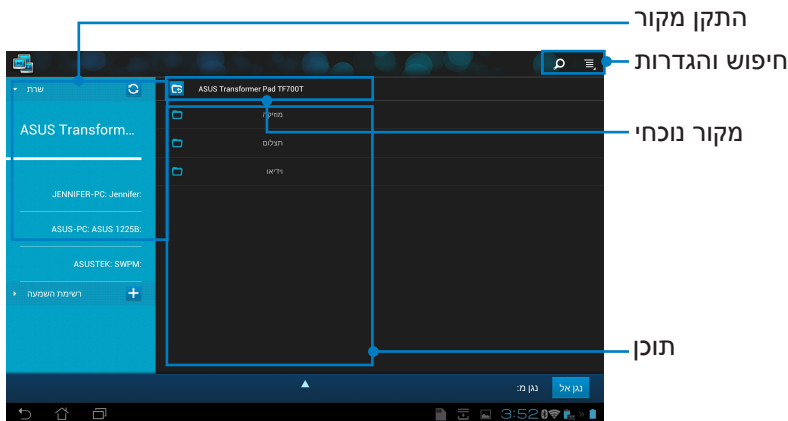 התקן מקור
חיפוש והגדרות
שרת
ASUS Transformer Pad TF700T
מוזיקה
ASUS Transform...
מקור נוכחי
תצלום
וידיאו
JENNIFER-PC: Jennifer:
ASUS-PC: ASUS 1225B:
ASUSTEK: SWPM:
רשימת השמעה
תוכן
נגן אל
נגן מ:
3:52